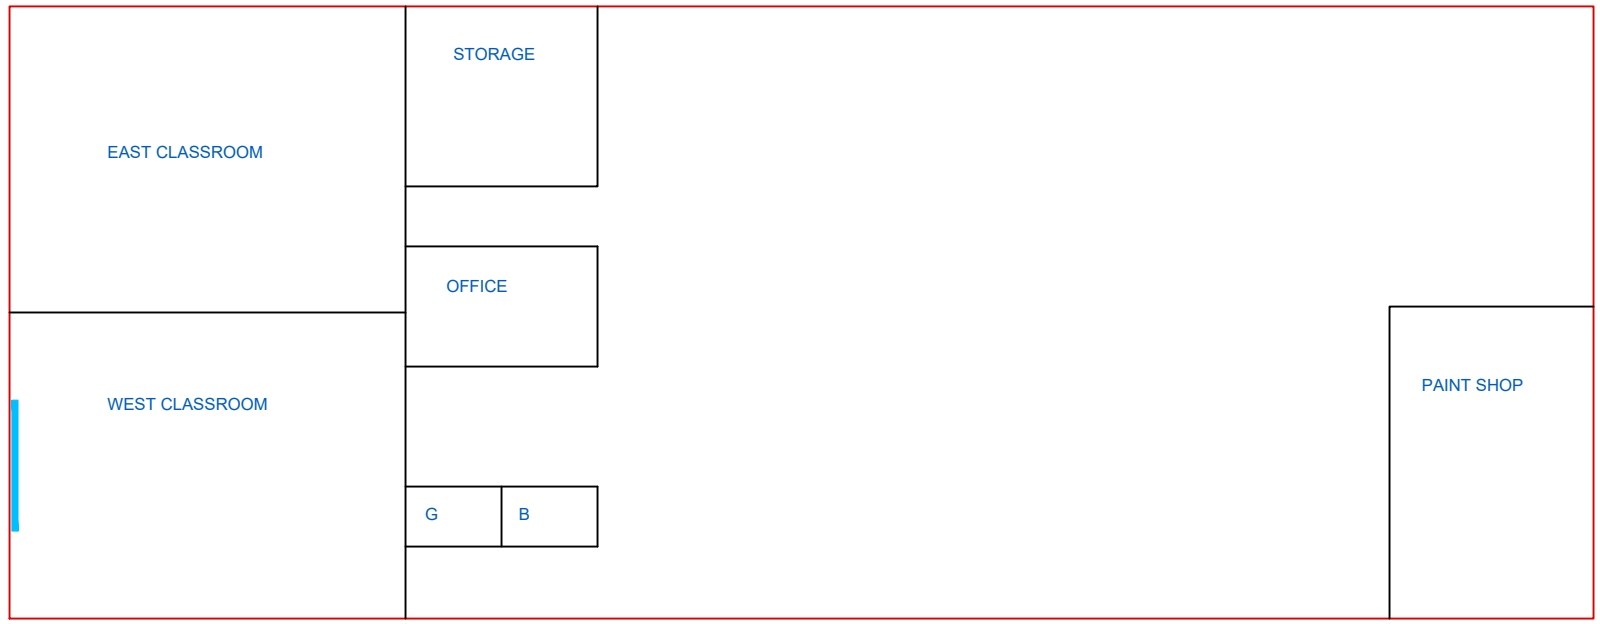 STORAGE
EAST CLASSROOM
OFFICE
PAINT SHOP
WEST CLASSROOM
G
B